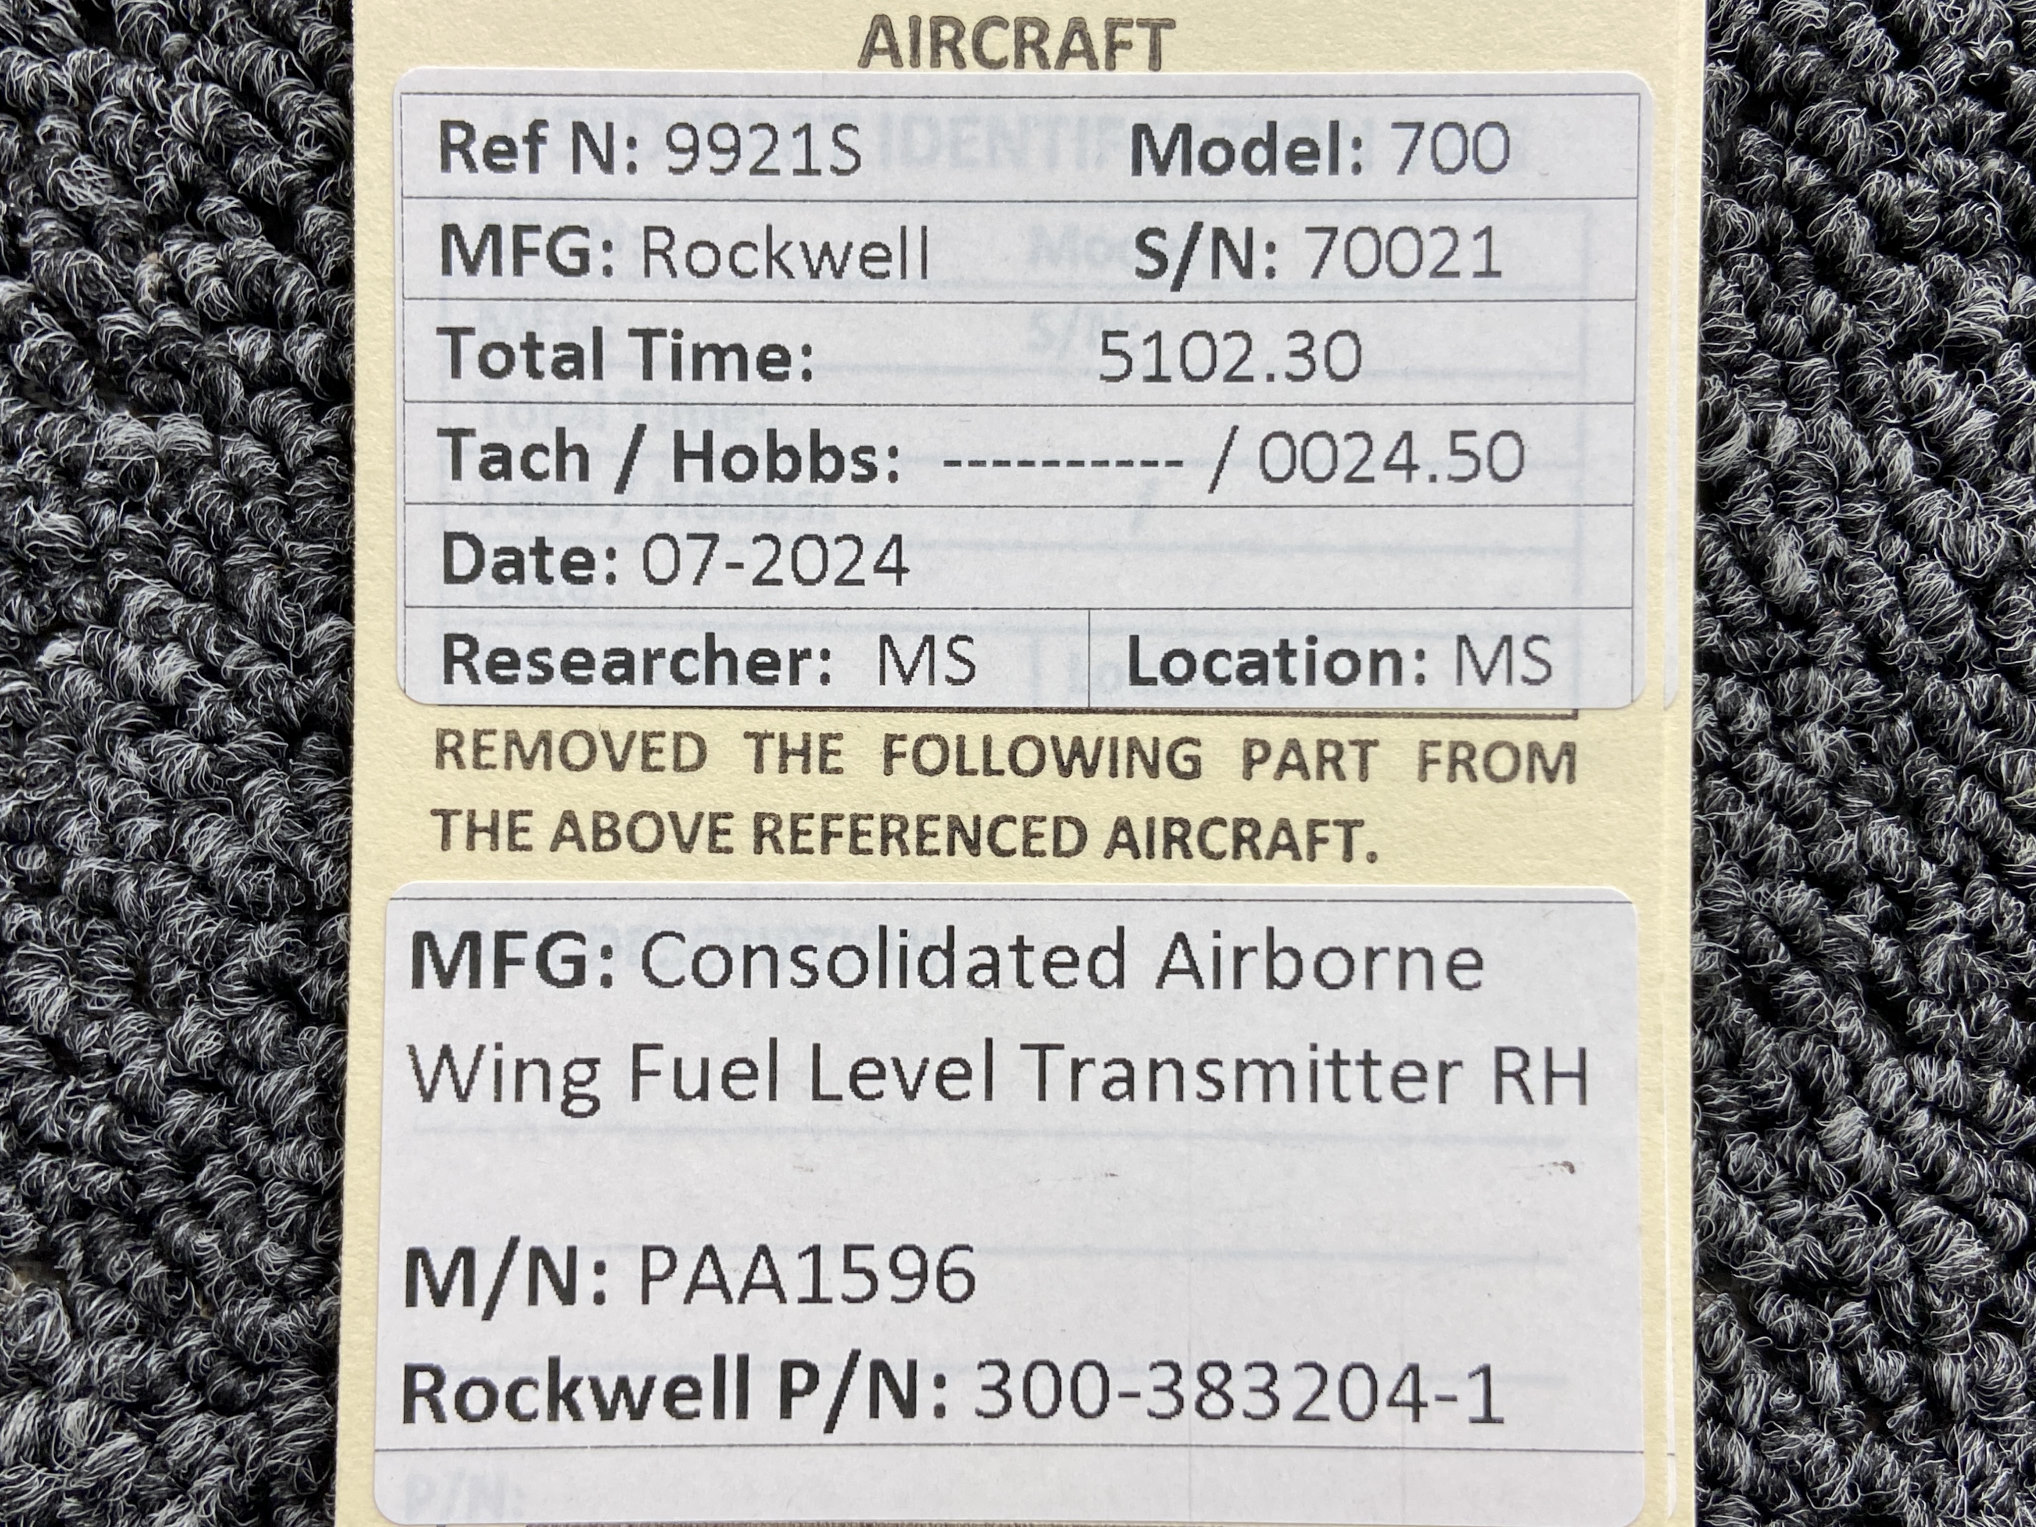 AIRCRAFT
Ref N: 9921S Model: 700
MFG: Rockwell S/N: 70021
Total Time: 5102.30
Tach / Hobbs: ---------- / 0024.50
Date: 07-2024
Researcher: MS Location: MS
REMOVED THE FOLLOWING PART FROM
THE ABOVE REFERENCED AIRCRAFT.
MFG: Consolidated Airborne
Wing Fuel Level Transmitter RH
M/N: PAA1596
Rockwell P/N: 300-383204-1
P/N: